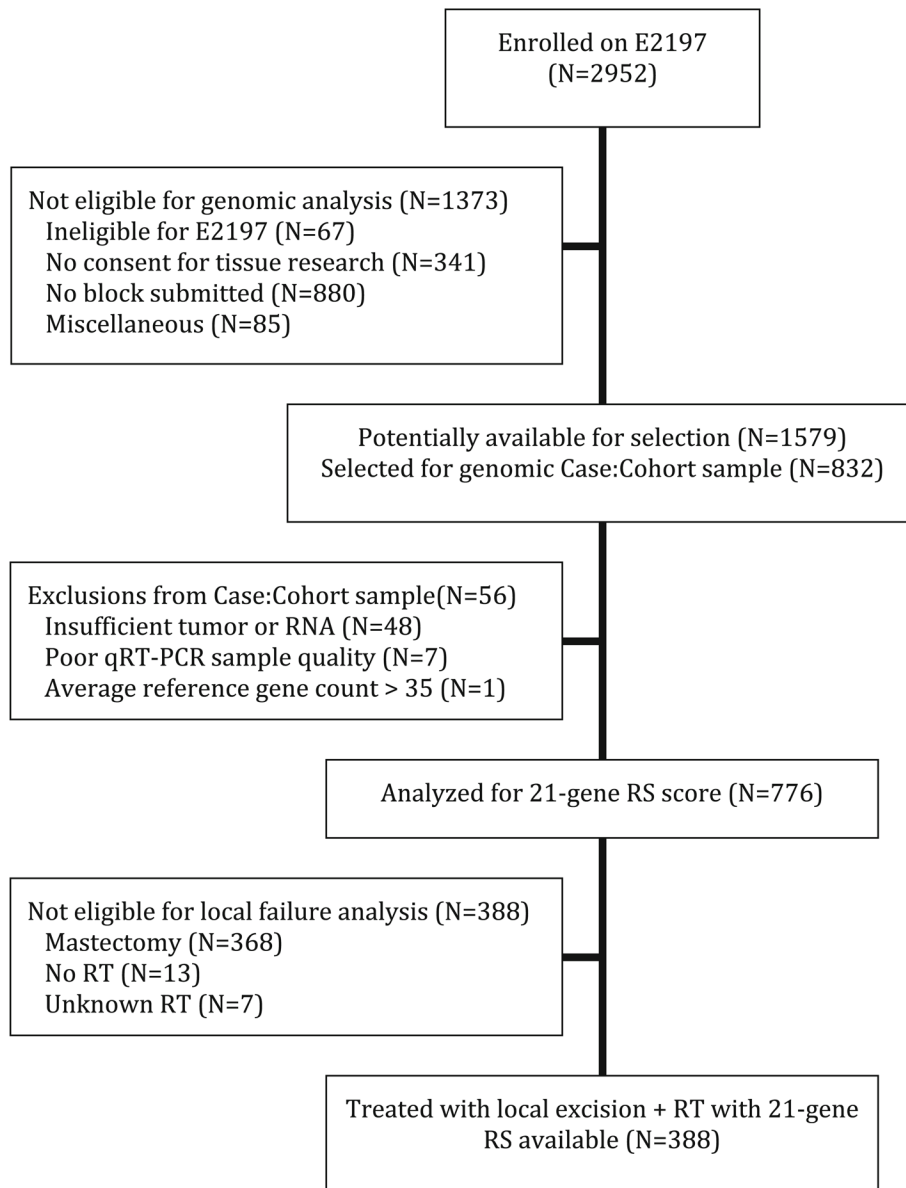 Enrolled on E2197
(N=2952)
Not eligible for genomic analysis (N=1373)
Ineligible for E2197 (N=67)
No consent for tissue research (N=341)
No block submitted (N=880)
Miscellaneous (N=85)
Potentially available for selection (N=1579)
Selected for genomic Case:Cohort sample (N=832)
Exclusions from Case:Cohort sample(N=56)
Insufficient tumor or RNA (N=48)
Poor qRT-PCR sample quality (N=7)
Average reference gene count > 35 (N=1)
Analyzed for 21-gene RS score (N=776)
Not eligible for local failure analysis (N=388)
Mastectomy (N=368)
No RT (N=13)
Unknown RT (N=7)
Treated with local excision + RT with 21-gene
RS available (N=388)